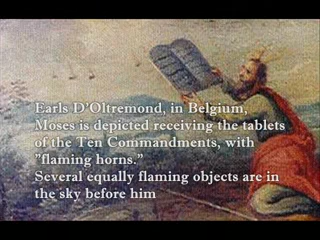 Earls D'Oltremond, in Belgium,
Moses is depicted receiving the tablets
of the Ten Commandments, with
"flaming horns."
Several equally flaming objects are in
the sky before him